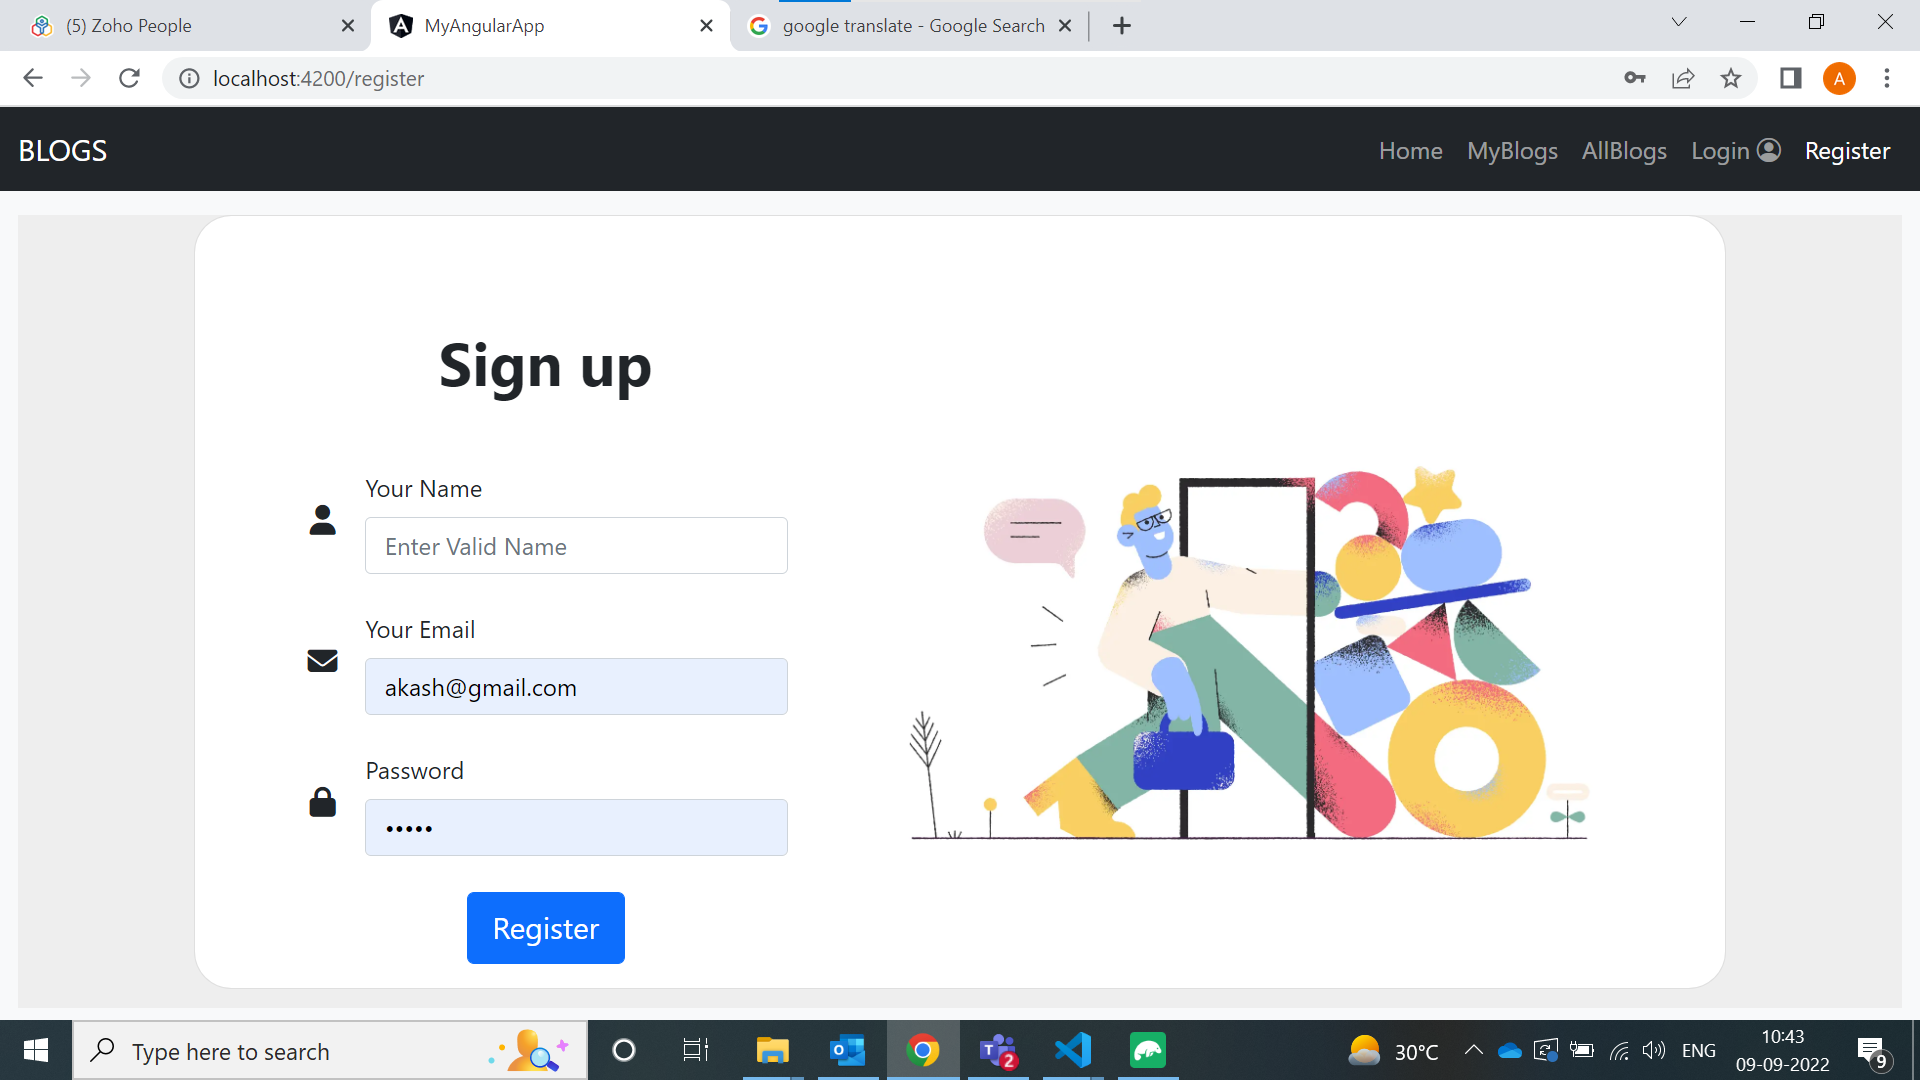 (5) Zoho People
MyAngularApp
google translate - Google Search
localhost:4200/register
A
BLOGS
Home MyBlogs AllBlogs Login Register
Sign up
Your Name
Enter Valid Name
Your Email
akash@gmail.com
Password
•••••
Register
Type here to search
2
30°C
ENG
10:43
09-09-2022
9